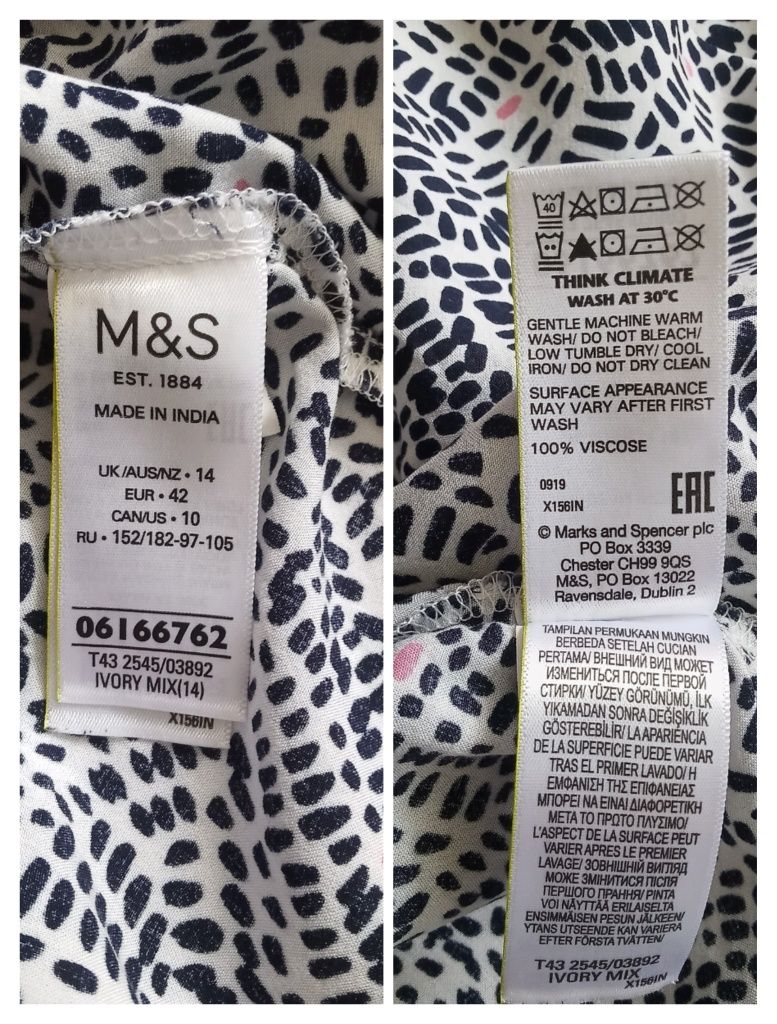 M&S
EST. 1884
MADE IN INDIA
UK/AUS/NZ • 14
EUR • 42
CAN/US • 10
RU • 152/182-97-105
06166762
T43 2545/03892
IVORY MIX(14)
X156IN
40
THINK CLIMATE
WASH AT 30°C
GENTLE MACHINE WARM
WASH/ DO NOT BLEACH/
LOW TUMBLE DRY/ COOL
IRON/ DO NOT DRY CLEAN
SURFACE APPEARANCE
MAY VARY AFTER FIRST
WASH
100% VISCOSE
0919
X156IN
EAC
© Marks and Spencer plc
PO Box 3339
Chester CH99 9QS
M&S, PO Box 13022
Ravensdale, Dublin 2
TAMPILAN PERMUKAAN MUNGKIN
BERBEDA SETELAH CUCIAN
PERTAMA/ ВНЕШНИЙ ВИД МОЖЕТ
ИЗМЕНИТЬСЯ ПОСЛЕ ПЕРВОЙ
СТИРКИ/ YÜZEY GÖRÜNÜMÜ, İLK
YIKAMADAN SONRA DEĞİŞİKLİK
GÖSTEREBİLİR/ LA APARIENCIA
DE LA SUPERFICIE PUEDE VARIAR
TRAS EL PRIMER LAVADO/ Η
ΕΜΦΑΝΙΣΗ ΤΗΣ ΕΠΙΦΑΝΕΙΑΣ
ΜΠΟΡΕΙ ΝΑ ΕΙΝΑΙ ΔΙΑΦΟΡΕΤΙΚΗ
ΜΕΤΑ ΤΟ ΠΡΩΤΟ ΠΛΥΣΙΜΟ/
L'ASPECT DE LA SURFACE PEUT
VARIER APRES LE PREMIER
LAVAGE/ ЗОВНІШНІЙ ВИГЛЯД
МОЖЕ ЗМІНИТИСЯ ПІСЛЯ
ПЕРШОГО ПРАННЯ/ PINTA
VOI NÄYTTÄÄ ERILAISELTA
ENSIMMÄISEN PESUN JÄLKEEN/
YTANS UTSEENDE KAN VARIERA
EFTER FÖRSTA TVÄTTEN/
T43 2545/03892
IVORY MIX
X156IN